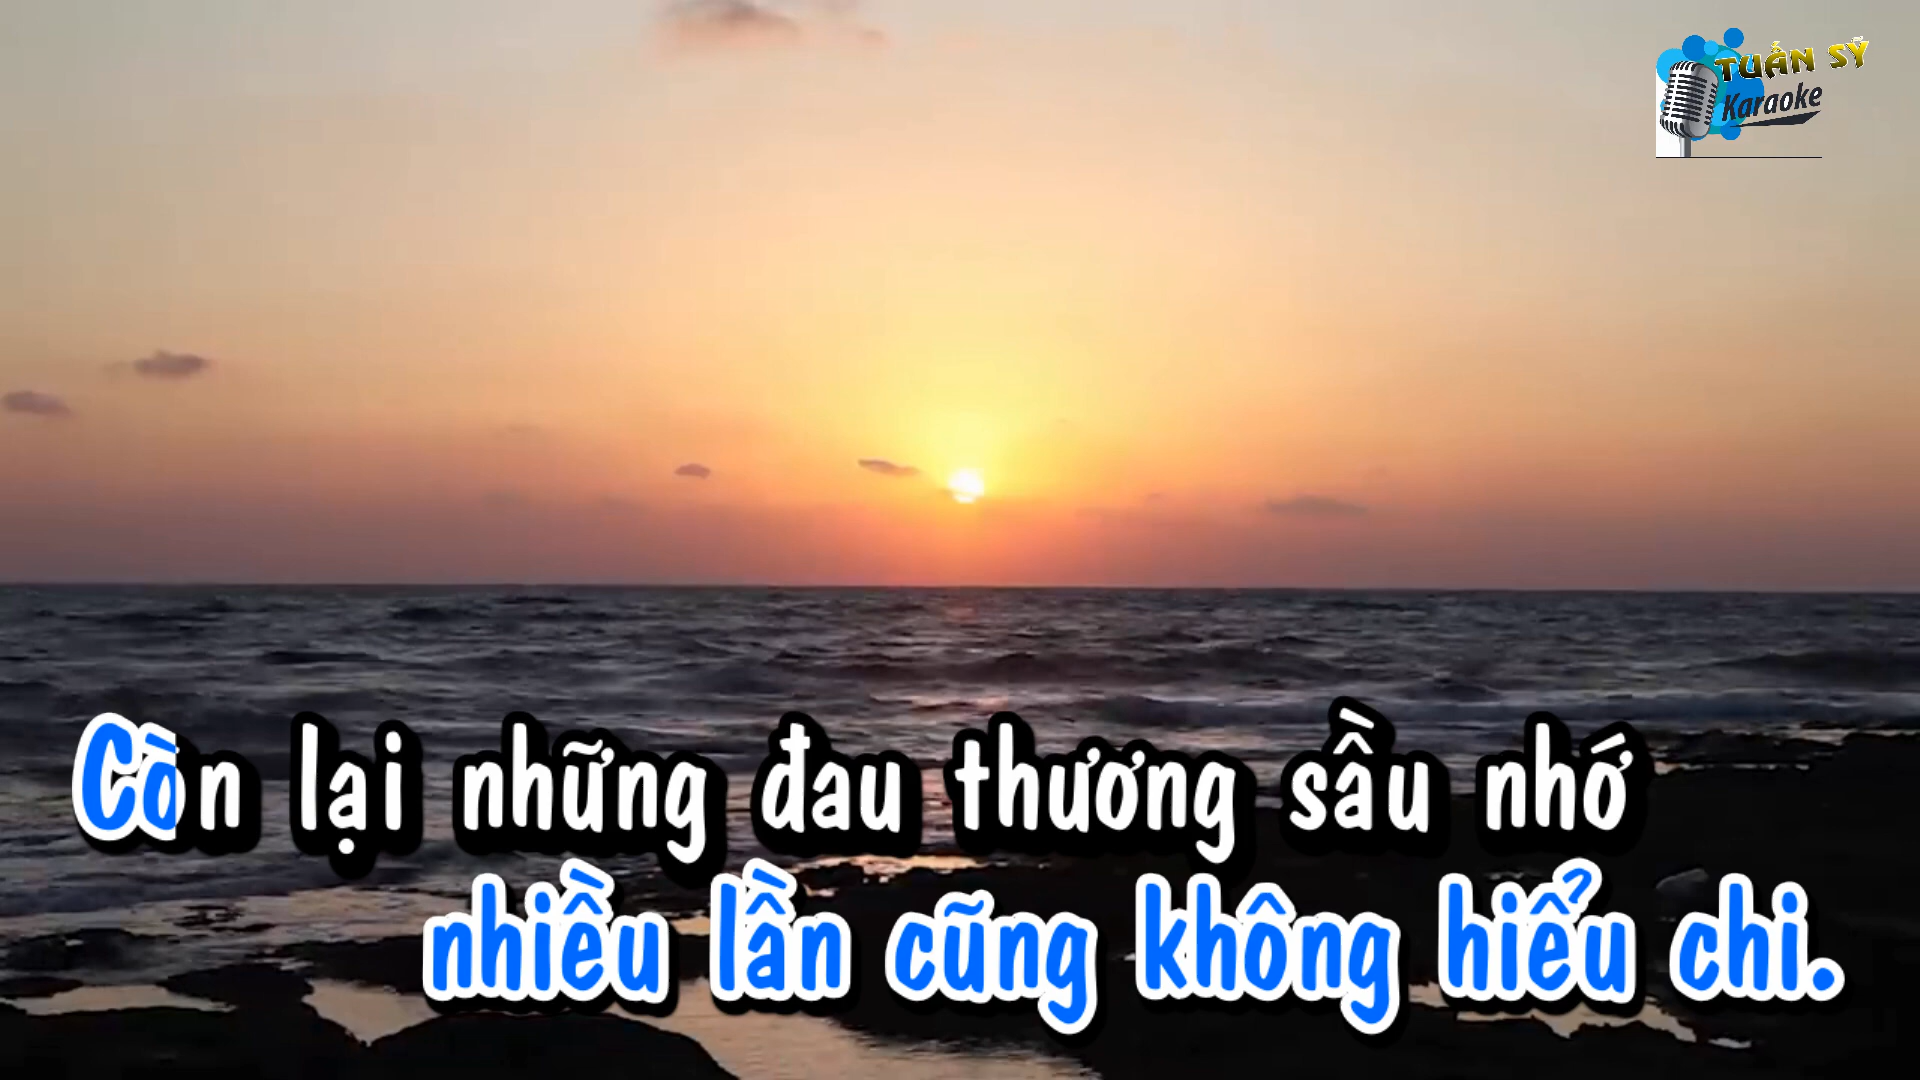 TUẤN SỸ
Karaoke
Còn lại những đau thương sầu nhớ
nhiều lần cũng không hiểu chi.